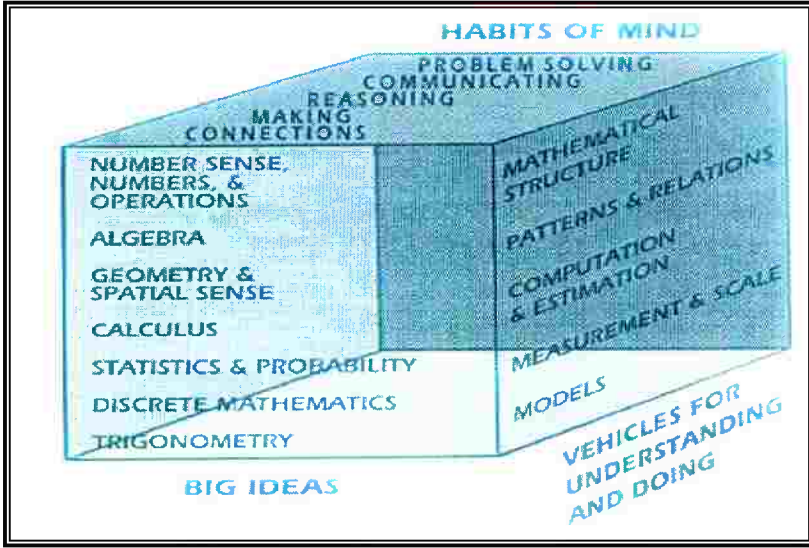 HABITS OF MIND
PROBLEM SOLVING
COMMUNICATING
REASONING
MAKING
CONNECTIONS
NUMBER SENSE,
NUMBERS, &
OPERATIONS
ALGEBRA
GEOMETRY &
SPATIAL SENSE
CALCULUS
STATISTICS & PROBABILITY
DISCRETE MATHEMATICS
TRIGONOMETRY
BIG IDEAS
MATHEMATICAL
STRUCTURE
PATTERNS & RELATIONS
COMPUTATION
& ESTIMATION
MEASUREMENT & SCALE
MODELS
VEHICLES FOR
UNDERSTANDING
AND DOING